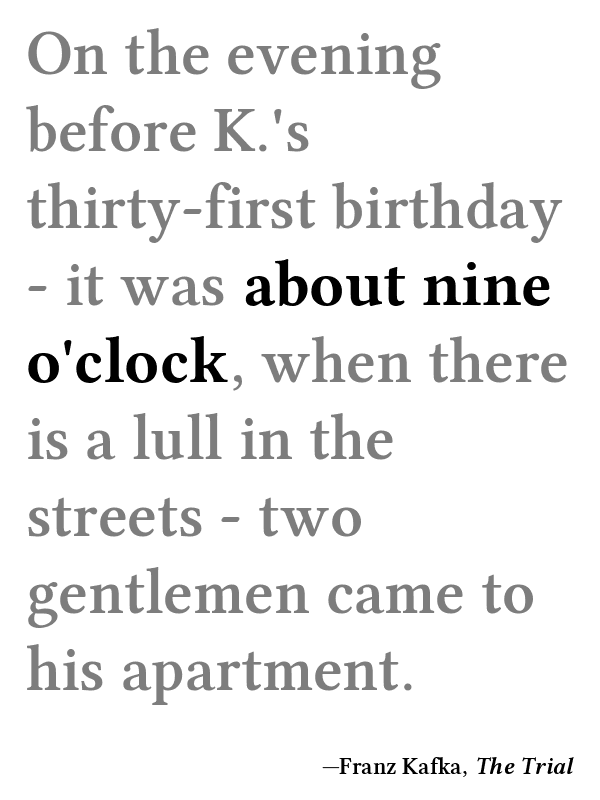 On the evening
before K.'s
thirty-first birthday
- it was about nine
o'clock, when there
is a lull in the
streets - two
gentlemen came to
his apartment.
—Franz Kafka, The Trial